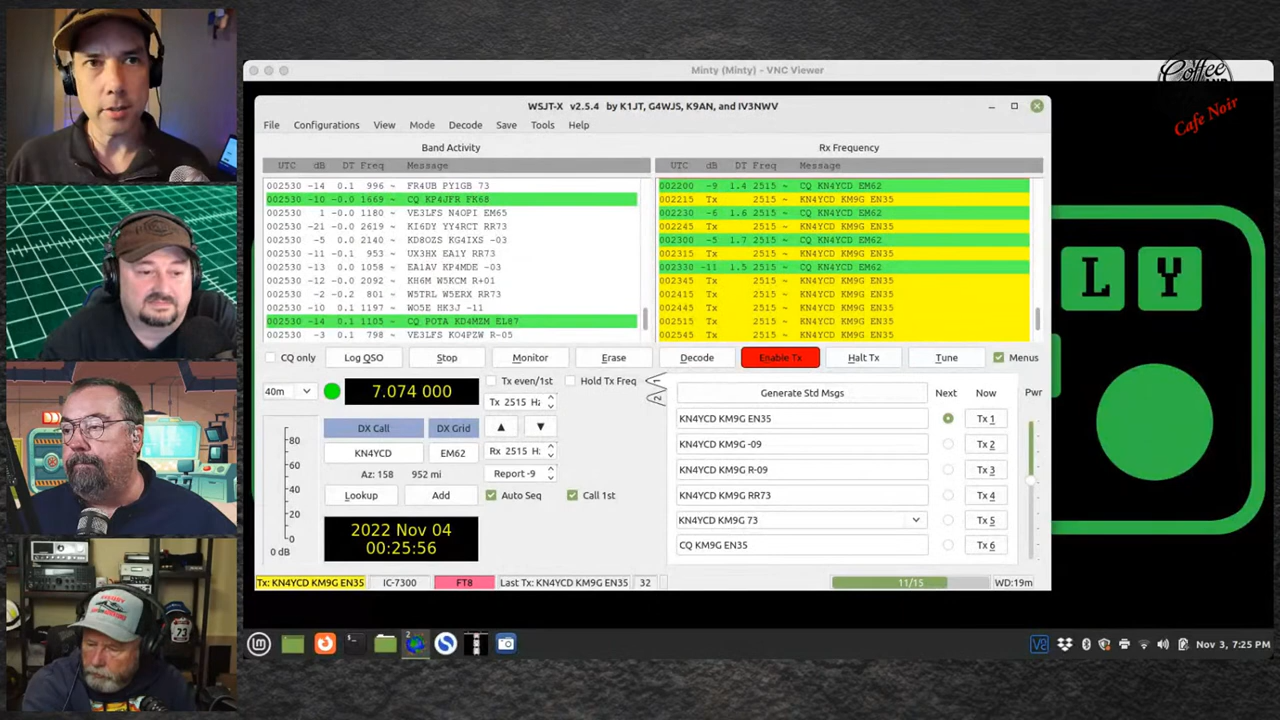 Minty (Minty) - VNC Viewer
Coffee
AND
Cafe Noir
WSJT-X v2.5.4 by K1JT, G4WJS, K9AN, and IV3NWV
File Configurations View Mode Decode Save Tools Help
Band Activity
UTC dB DT Freq Message
002530 -14 0.1 996 ~ FR4UB PY1GB 73
002530 -10 -0.0 1669 ~ CQ KP4JFR FK68
002530 1 -0.0 1180 ~ VE3LFS N4OPI EM65
002530 -21 -0.0 2619 ~ KI6DY YY4RCT RR73
002530 -5 0.0 2140 ~ KD8OZS KG4IXS -03
002530 -11 0.1 953 ~ UX3HX EA1Y RR73
002530 -13 0.0 1058 ~ EA1AV KP4MDE -03
002530 -12 -0.0 2092 ~ KH6M W5KCM R+01
002530 -2 -0.2 801 ~ W5TRL W5ERX RR73
002530 -10 0.1 1197 ~ WO5E HK3J -11
002530 -14 0.1 1105 ~ CQ POTA KD4MZM EL87
002530 -3 0.1 798 ~ VE3LFS KO4PZW R-05
Rx Frequency
UTC dB DT Freq Message
002200 -9 1.4 2515 ~ CQ KN4YCD EM62
002215 Tx 2515 ~ KN4YCD KM9G EN35
002230 -6 1.6 2515 ~ CQ KN4YCD EM62
002245 Tx 2515 ~ KN4YCD KM9G EN35
002300 -5 1.7 2515 ~ CQ KN4YCD EM62
002315 Tx 2515 ~ KN4YCD KM9G EN35
002330 -11 1.5 2515 ~ CQ KN4YCD EM62
002345 Tx 2515 ~ KN4YCD KM9G EN35
002415 Tx 2515 ~ KN4YCD KM9G EN35
002445 Tx 2515 ~ KN4YCD KM9G EN35
002515 Tx 2515 ~ KN4YCD KM9G EN35
002545 Tx 2515 ~ KN4YCD KM9G EN35
L Y
CQ only Log QSO Stop Monitor Erase Decode Enable Tx Halt Tx Tune Menus
40m 7.074 000 Tx even/1st Hold Tx Freq
Tx 2515 Hz
80
60
40
20
0 dB
DX Call DX Grid
KN4YCD EM62
Rx 2515 H
Az: 158 952 mi
Report -9
Lookup Add Auto Seq Call 1st
2022 Nov 04
00:25:56
1
2
Generate Std Msgs Next Now Pwr
KN4YCD KM9G EN35 Tx 1
KN4YCD KM9G -09 Tx 2
KN4YCD KM9G R-09 Tx 3
KN4YCD KM9G RR73 Tx 4
KN4YCD KM9G 73 Tx 5
CQ KM9G EN35 Tx 6
Tx: KN4YCD KM9G EN35 IC-7300 FT8 Last Tx: KN4YCD KM9G EN35 32 11/15 WD:19m
73
2
Nov 3, 7:25 PM